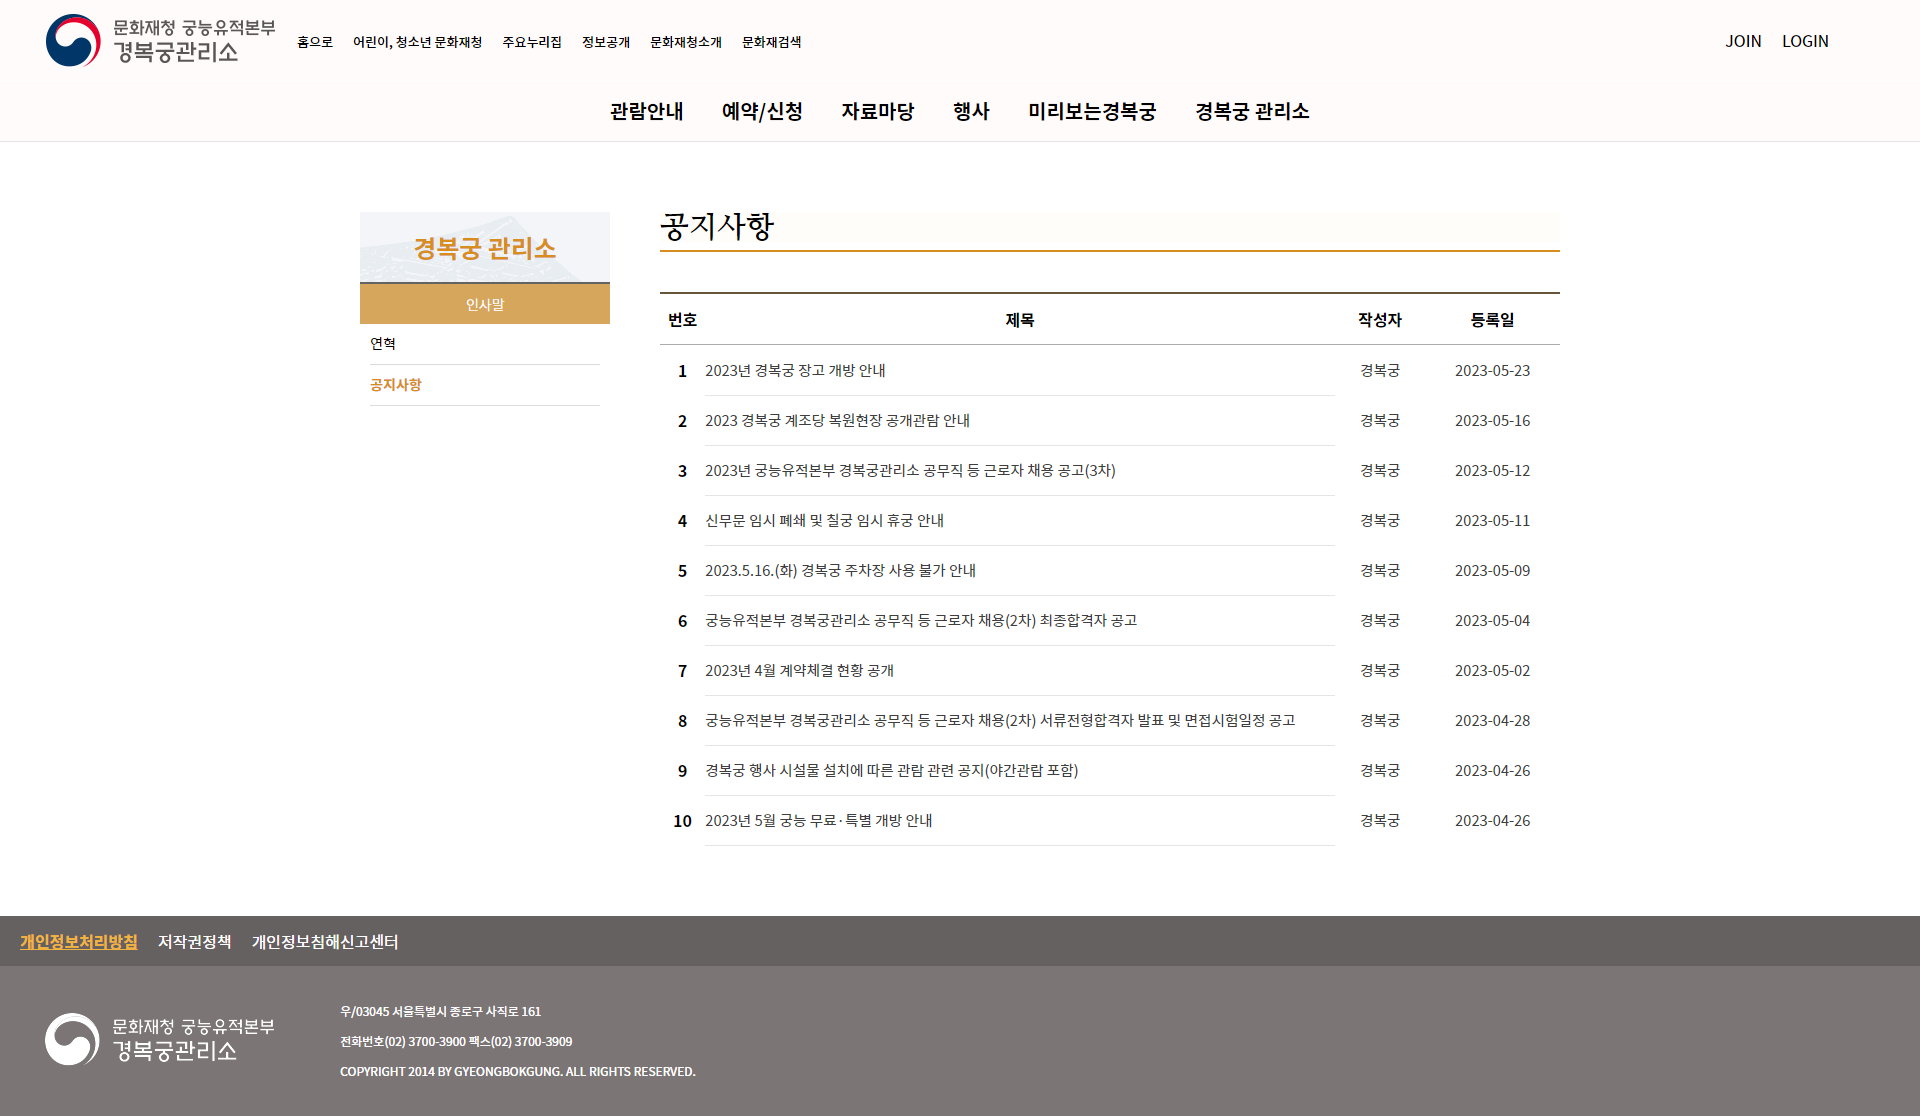 문화재청 궁능유적본부
경복궁관리소
홈으로 어린이, 청소년 문화재청 주요누리집 정보공개 문화재청소개 문화재검색
JOIN LOGIN
관람안내 예약/신청 자료마당 행사 미리보는경복궁 경복궁 관리소
경복궁 관리소
인사말
연혁
공지사항
공지사항
번호 제목 작성자 등록일
1 2023년 경복궁 장고 개방 안내 경복궁 2023-05-23
2 2023 경복궁 계조당 복원현장 공개관람 안내 경복궁 2023-05-16
3 2023년 궁능유적본부 경복궁관리소 공무직 등 근로자 채용 공고(3차) 경복궁 2023-05-12
4 신무문 임시 폐쇄 및 칠궁 임시 휴궁 안내 경복궁 2023-05-11
5 2023.5.16.(화) 경복궁 주차장 사용 불가 안내 경복궁 2023-05-09
6 궁능유적본부 경복궁관리소 공무직 등 근로자 채용(2차) 최종합격자 공고 경복궁 2023-05-04
7 2023년 4월 계약체결 현황 공개 경복궁 2023-05-02
8 궁능유적본부 경복궁관리소 공무직 등 근로자 채용(2차) 서류전형합격자 발표 및 면접시험일정 공고 경복궁 2023-04-28
9 경복궁 행사 시설물 설치에 따른 관람 관련 공지(야간관람 포함) 경복궁 2023-04-26
10 2023년 5월 궁능 무료·특별 개방 안내 경복궁 2023-04-26
개인정보처리방침 저작권정책 개인정보침해신고센터
문화재청 궁능유적본부
경복궁관리소
우/03045 서울특별시 종로구 사직로 161
전화번호(02) 3700-3900 팩스(02) 3700-3909
COPYRIGHT 2014 BY GYEONGBOKGUNG. ALL RIGHTS RESERVED.